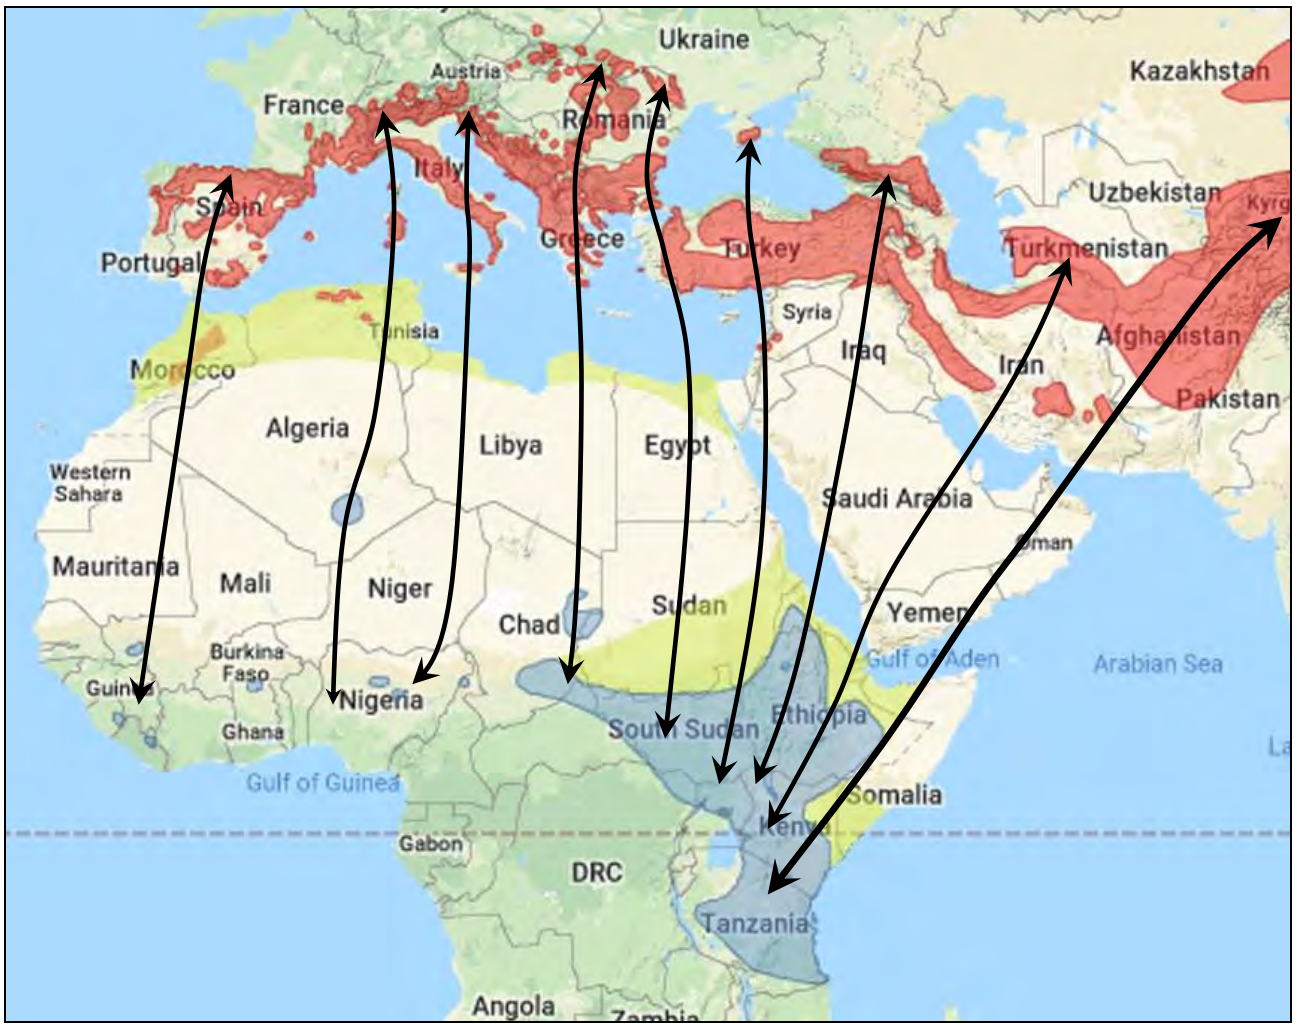 Ukraine
Austria
Kazakhstan
France
Romania
Italy
Uzbekistan
Spain
Kyrg
Greece
Turkey
Turkmenistan
Portugal
Syria
Tunisia
Afghanistan
Iraq
Iran
Morocco
Pakistan
Algeria
Libya
Egypt
Western
Sahara
Saudi Arabia
Oman
Mauritania
Mali
Niger
Sudan
Yemen
Chad
Burkina
Faso
Gulf of Aden
Arabian Sea
Guinea
Nigeria
Ghana
South Sudan
Ethiopia
La
Gulf of Guinea
Somalia
Kenya
Gabon
DRC
Tanzania
Angola
Zambia